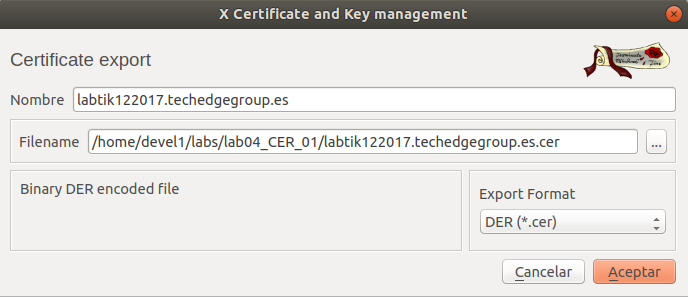 X Certificate and Key management
Certificate export
Nombre labtik122017.techedgegroup.es
Filename /home/devel1/labs/lab04_CER_01/labtik122017.techedgegroup.es.cer ...
Binary DER encoded file
Export Format
DER (*.cer)
Cancelar Aceptar